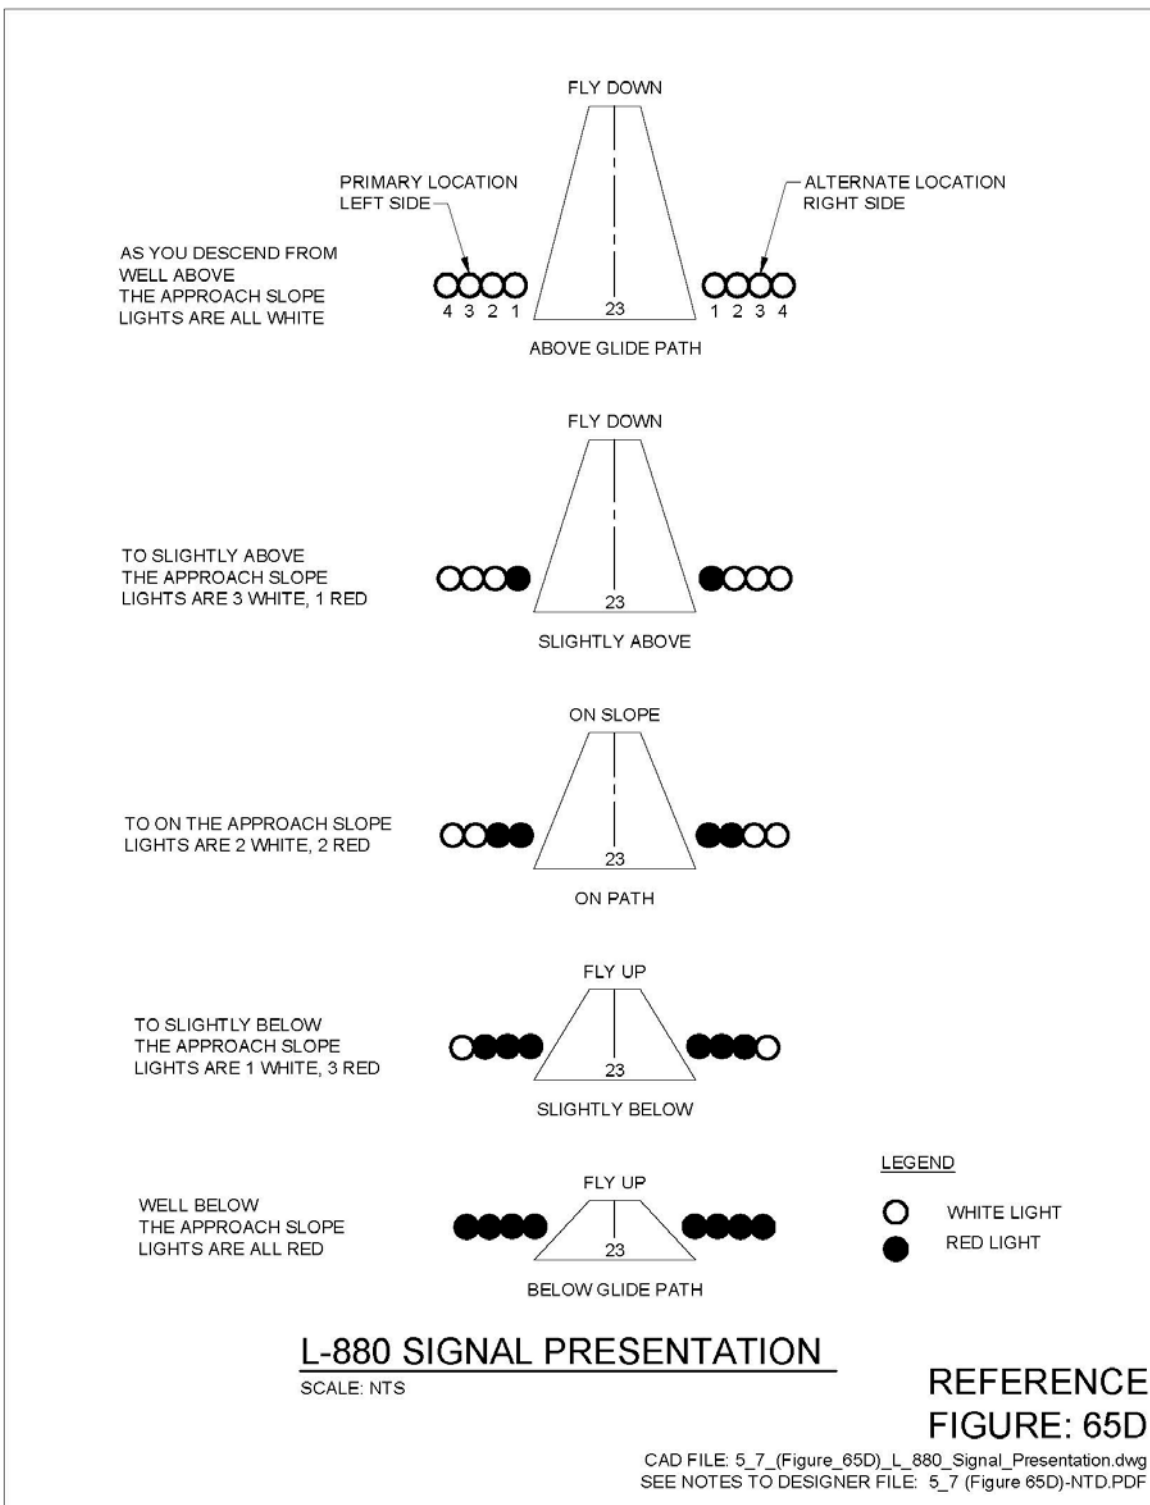 FLY DOWN
PRIMARY LOCATION
LEFT SIDE
ALTERNATE LOCATION
RIGHT SIDE
AS YOU DESCEND FROM
WELL ABOVE
THE APPROACH SLOPE
LIGHTS ARE ALL WHITE
4 3 2 1
23
1 2 3 4
ABOVE GLIDE PATH
FLY DOWN
TO SLIGHTLY ABOVE
THE APPROACH SLOPE
LIGHTS ARE 3 WHITE, 1 RED
23
SLIGHTLY ABOVE
ON SLOPE
TO ON THE APPROACH SLOPE
LIGHTS ARE 2 WHITE, 2 RED
23
ON PATH
FLY UP
TO SLIGHTLY BELOW
THE APPROACH SLOPE
LIGHTS ARE 1 WHITE, 3 RED
23
SLIGHTLY BELOW
FLY UP
WELL BELOW
THE APPROACH SLOPE
LIGHTS ARE ALL RED
23
BELOW GLIDE PATH
LEGEND
WHITE LIGHT
RED LIGHT
L-880 SIGNAL PRESENTATION
SCALE: NTS
REFERENCE
FIGURE: 65D
CAD FILE: 5_7_(Figure_65D)_L_880_Signal_Presentation.dwg
SEE NOTES TO DESIGNER FILE: 5_7 (Figure 65D)-NTD.PDF